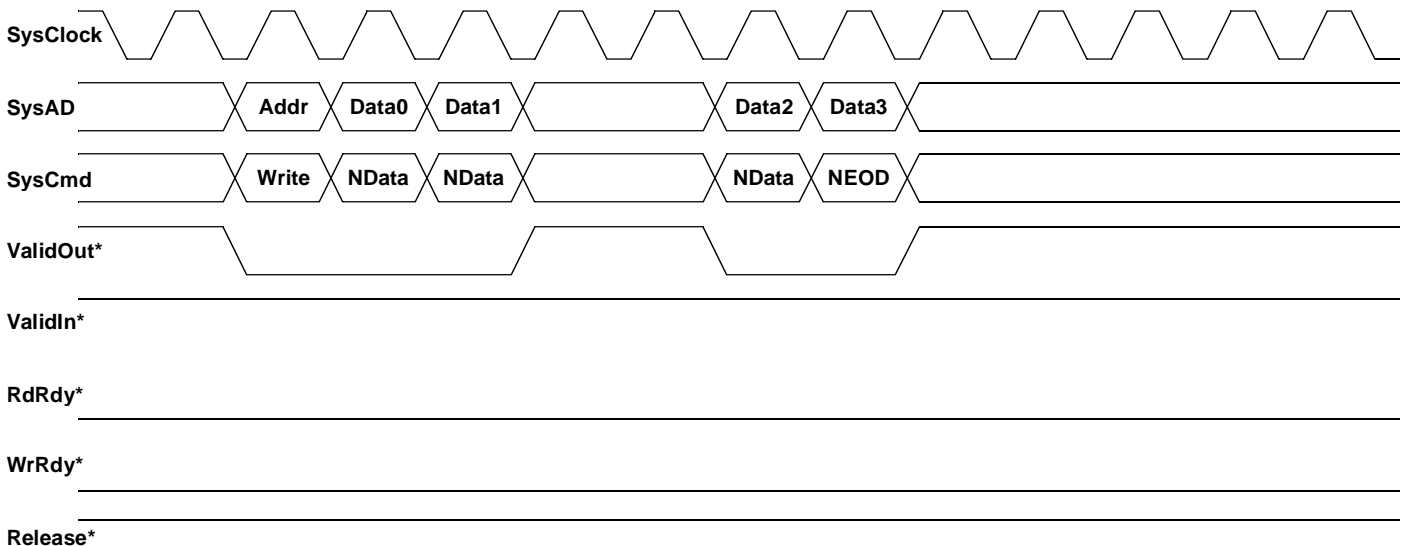 SysClock
SysAD Addr Data0 Data1 Data2 Data3
SysCmd Write NData NData NData NEOD
ValidOut*
ValidIn*
RdRdy*
WrRdy*
Release*